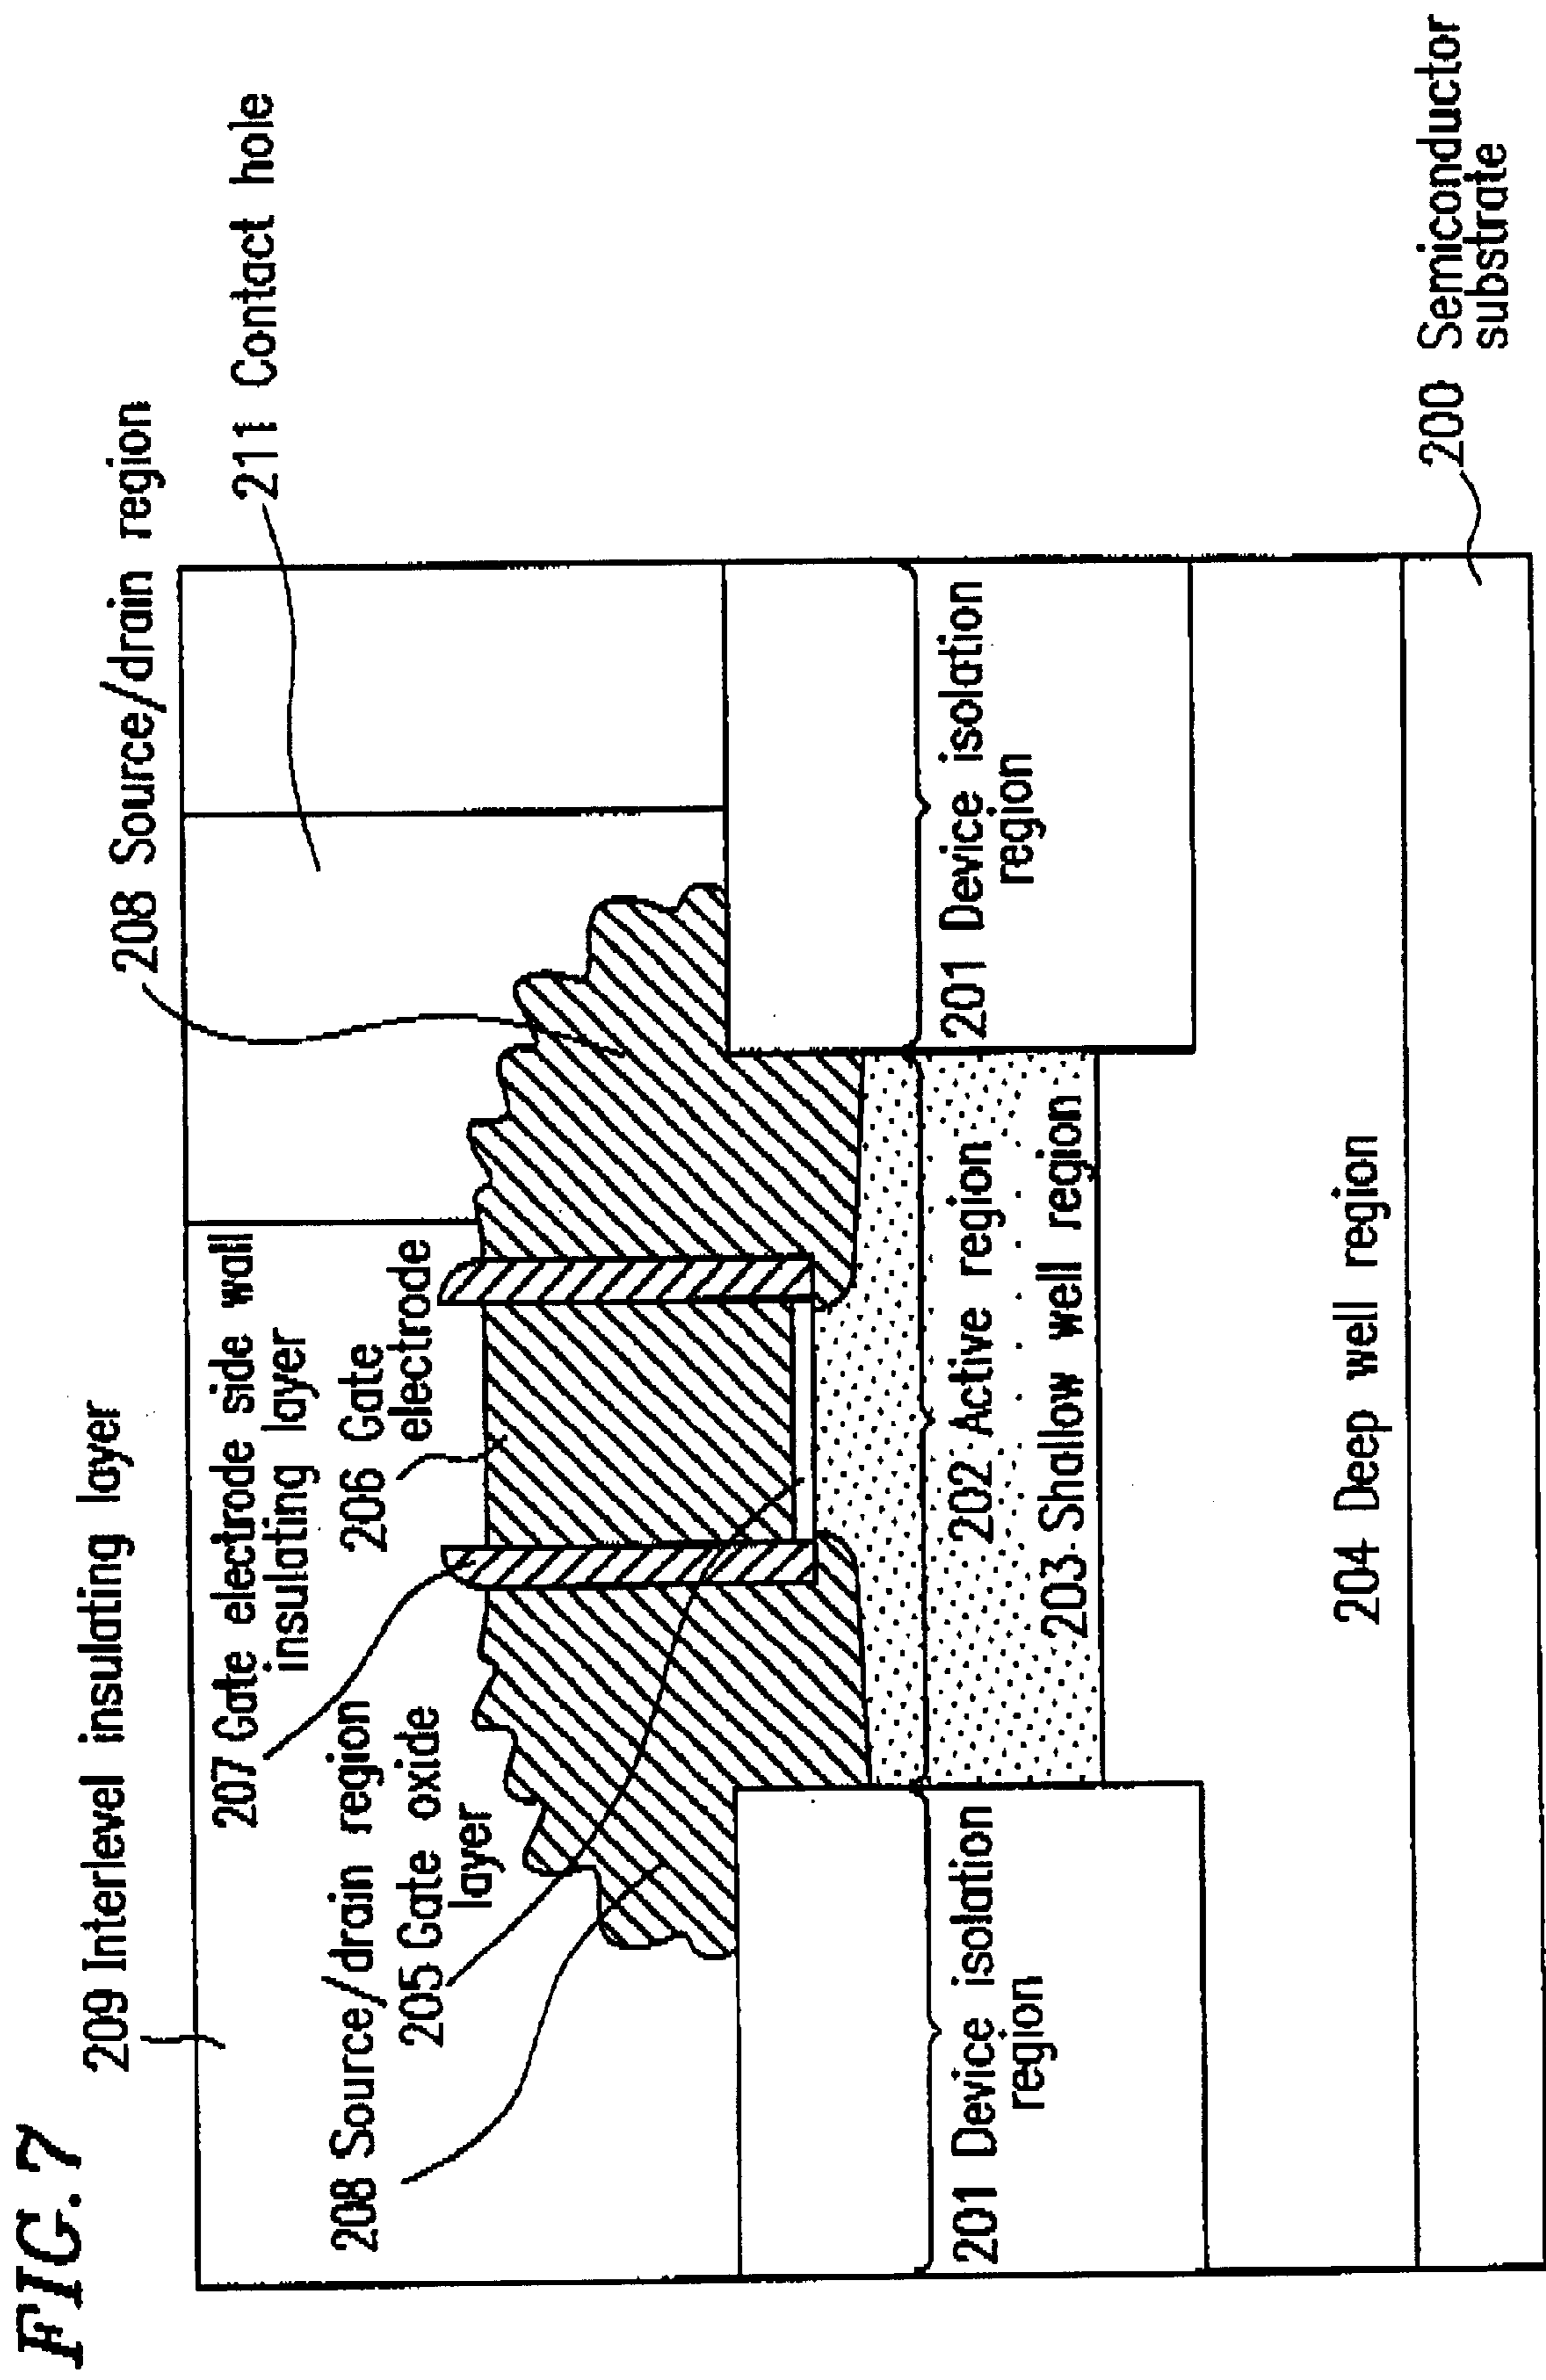 FIG. 7
209 Interlevel insulating layer
208 Source/drain region
211 Contact hole
207 Gate electrode side wall
insulating layer
206 Gate
electrode
208 Source/drain region
205 Gate oxide
layer
201 Device isolation
region
202 Active region
203 Shallow well region
201 Device isolation
region
204 Deep well region
200 Semiconductor
substrate